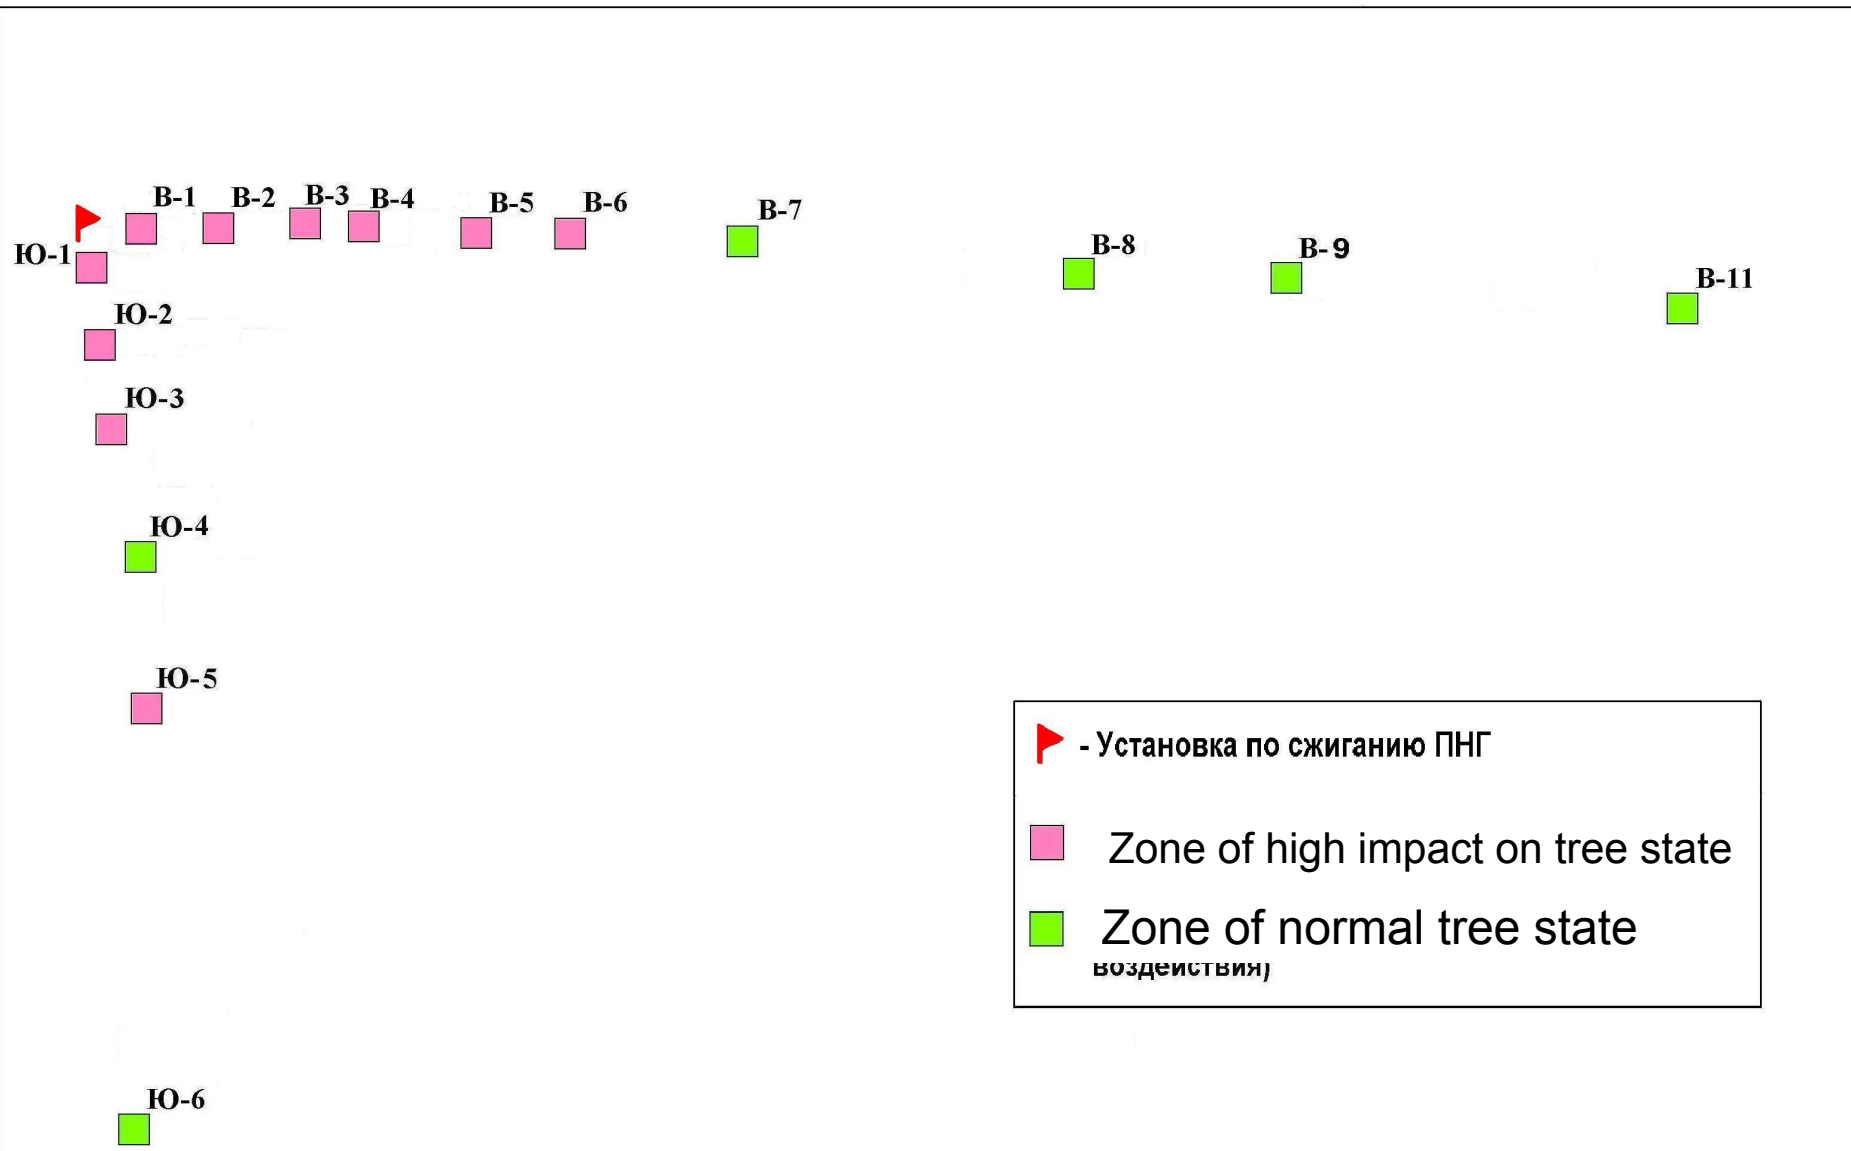 В-1
В-2
В-3
В-4
В-5
В-6
В-7
В-8
В-9
В-11
Ю-1
Ю-2
Ю-3
Ю-4
Ю-5
Ю-6
- Установка по сжиганию ПНГ
Zone of high impact on tree state
Zone of normal tree state
воздействия)